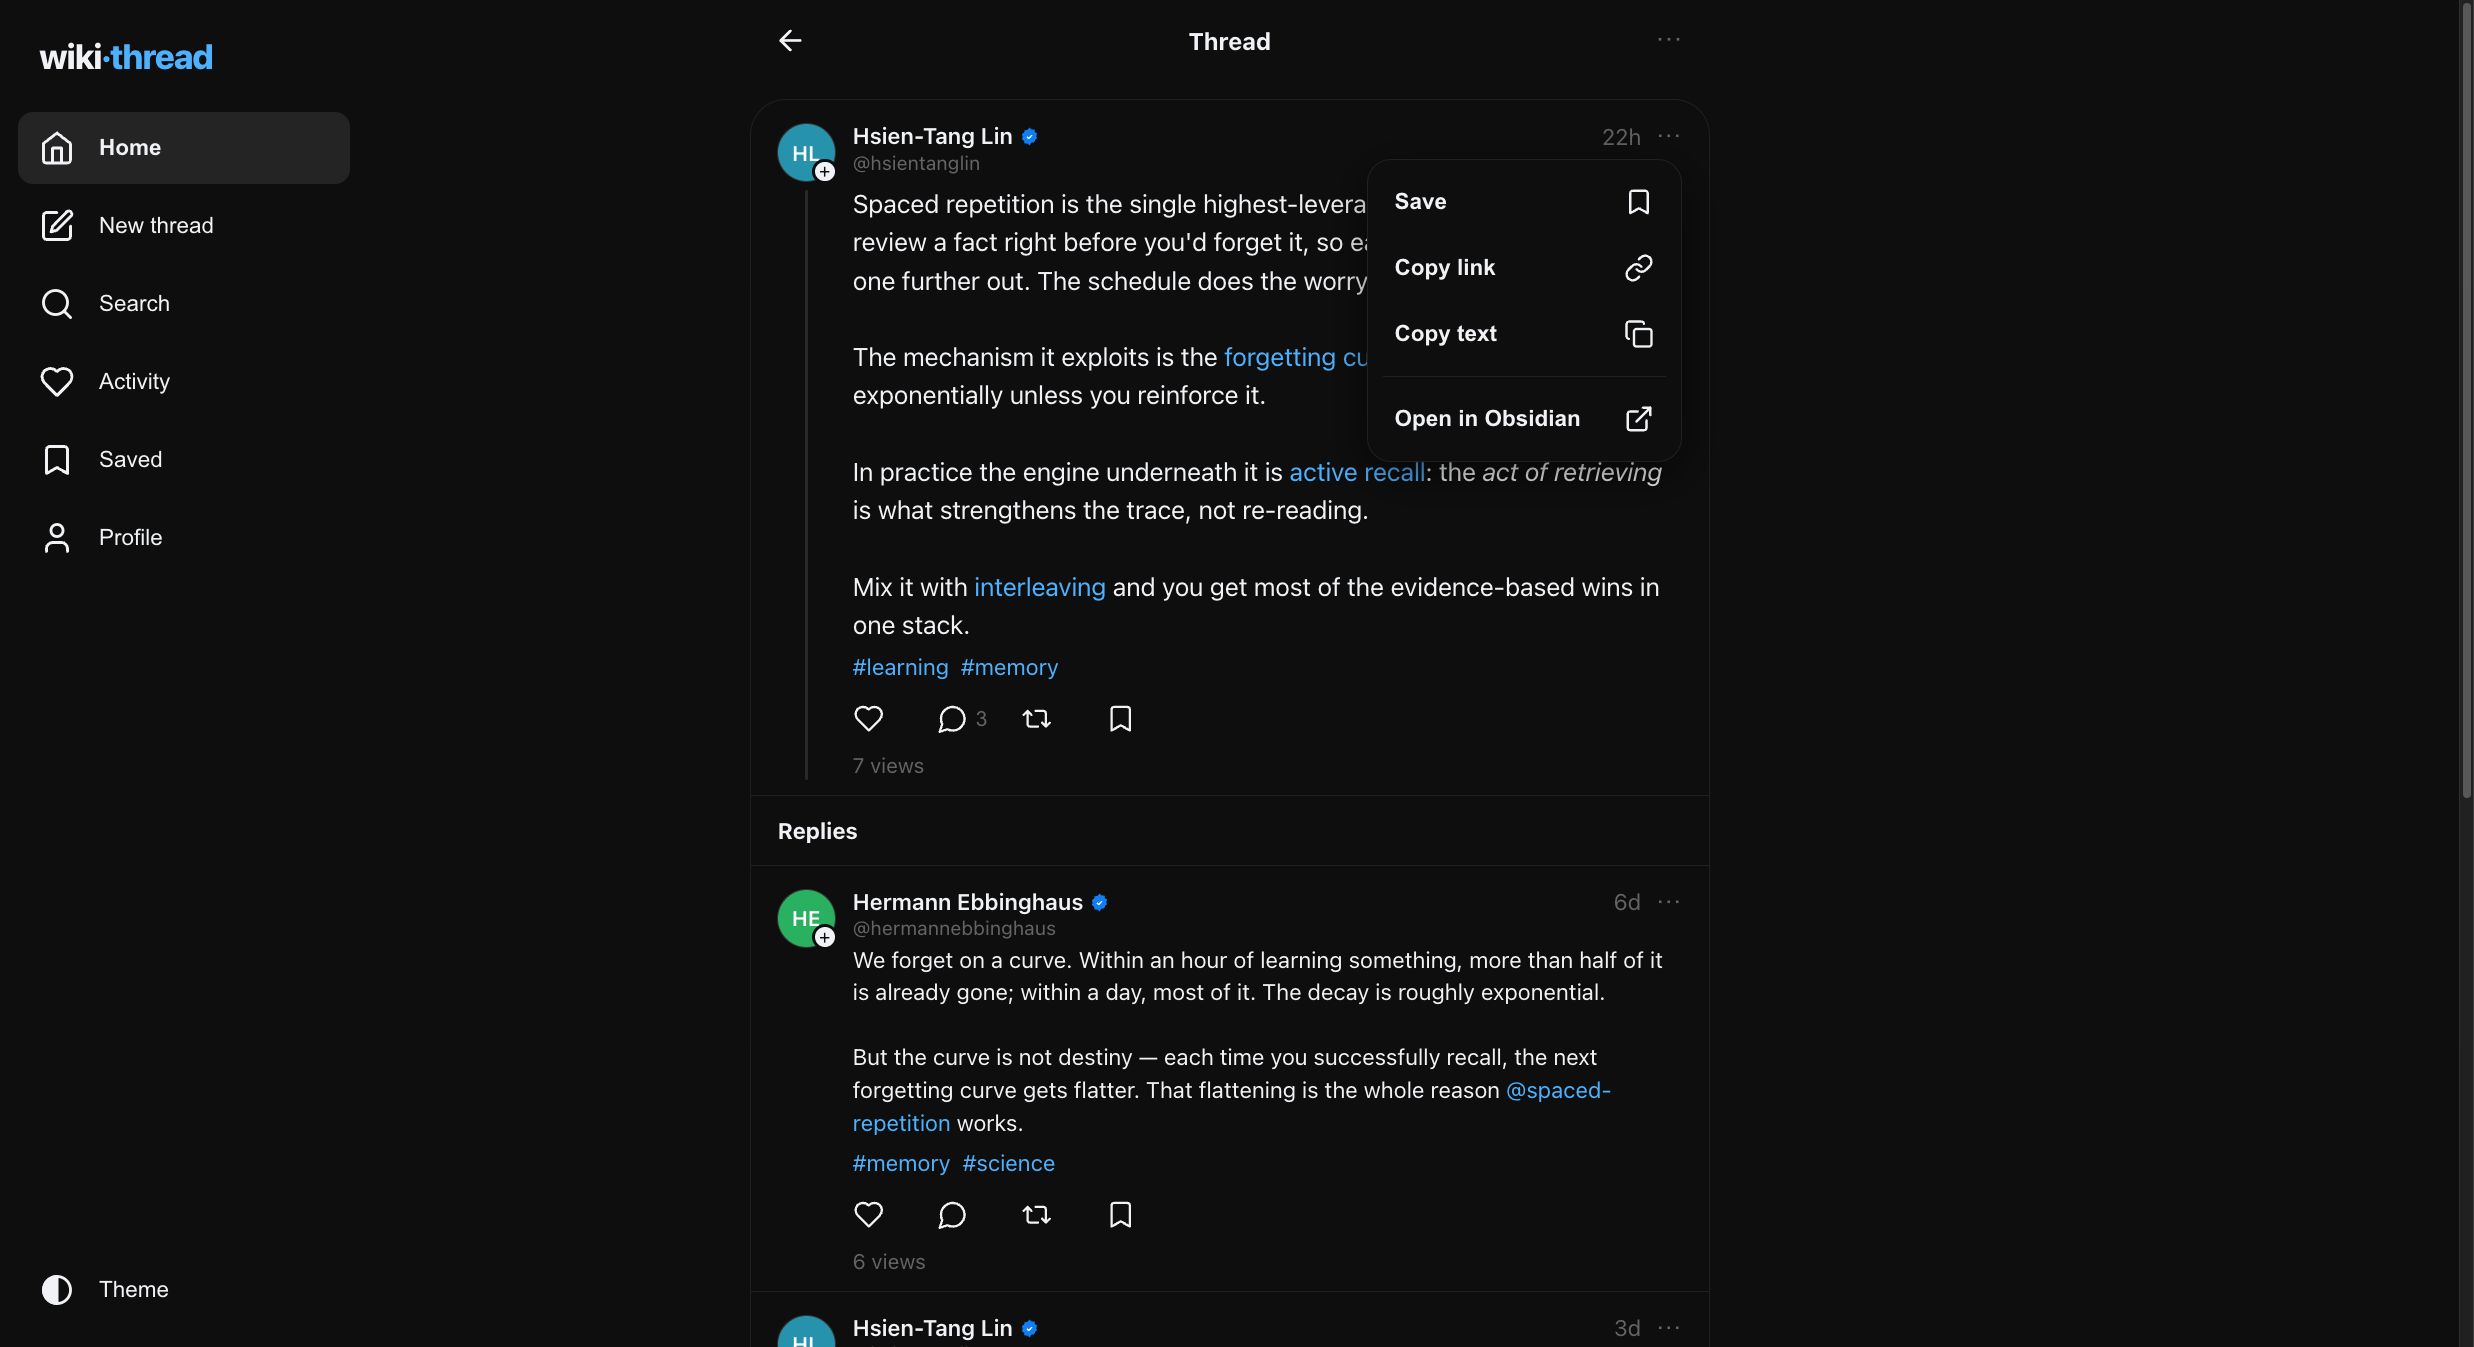 wiki·thread
Home
New thread
Search
Activity
Saved
Profile
Theme
Thread
HL
Hsien-Tang Lin
22h
@hsientanglin
Spaced repetition is the single highest-levera
review a fact right before you'd forget it, so ea
one further out. The schedule does the worry
The mechanism it exploits is the forgetting cu
exponentially unless you reinforce it.
In practice the engine underneath it is active recall: the act of retrieving
is what strengthens the trace, not re-reading.
Mix it with interleaving and you get most of the evidence-based wins in
one stack.
#learning #memory
3
7 views
Save
Copy link
Copy text
Open in Obsidian
Replies
HE
Hermann Ebbinghaus
6d
@hermannebbinghaus
We forget on a curve. Within an hour of learning something, more than half of it
is already gone; within a day, most of it. The decay is roughly exponential.
But the curve is not destiny — each time you successfully recall, the next
forgetting curve gets flatter. That flattening is the whole reason @spaced-
repetition works.
#memory #science
6 views
HL
Hsien-Tang Lin
3d